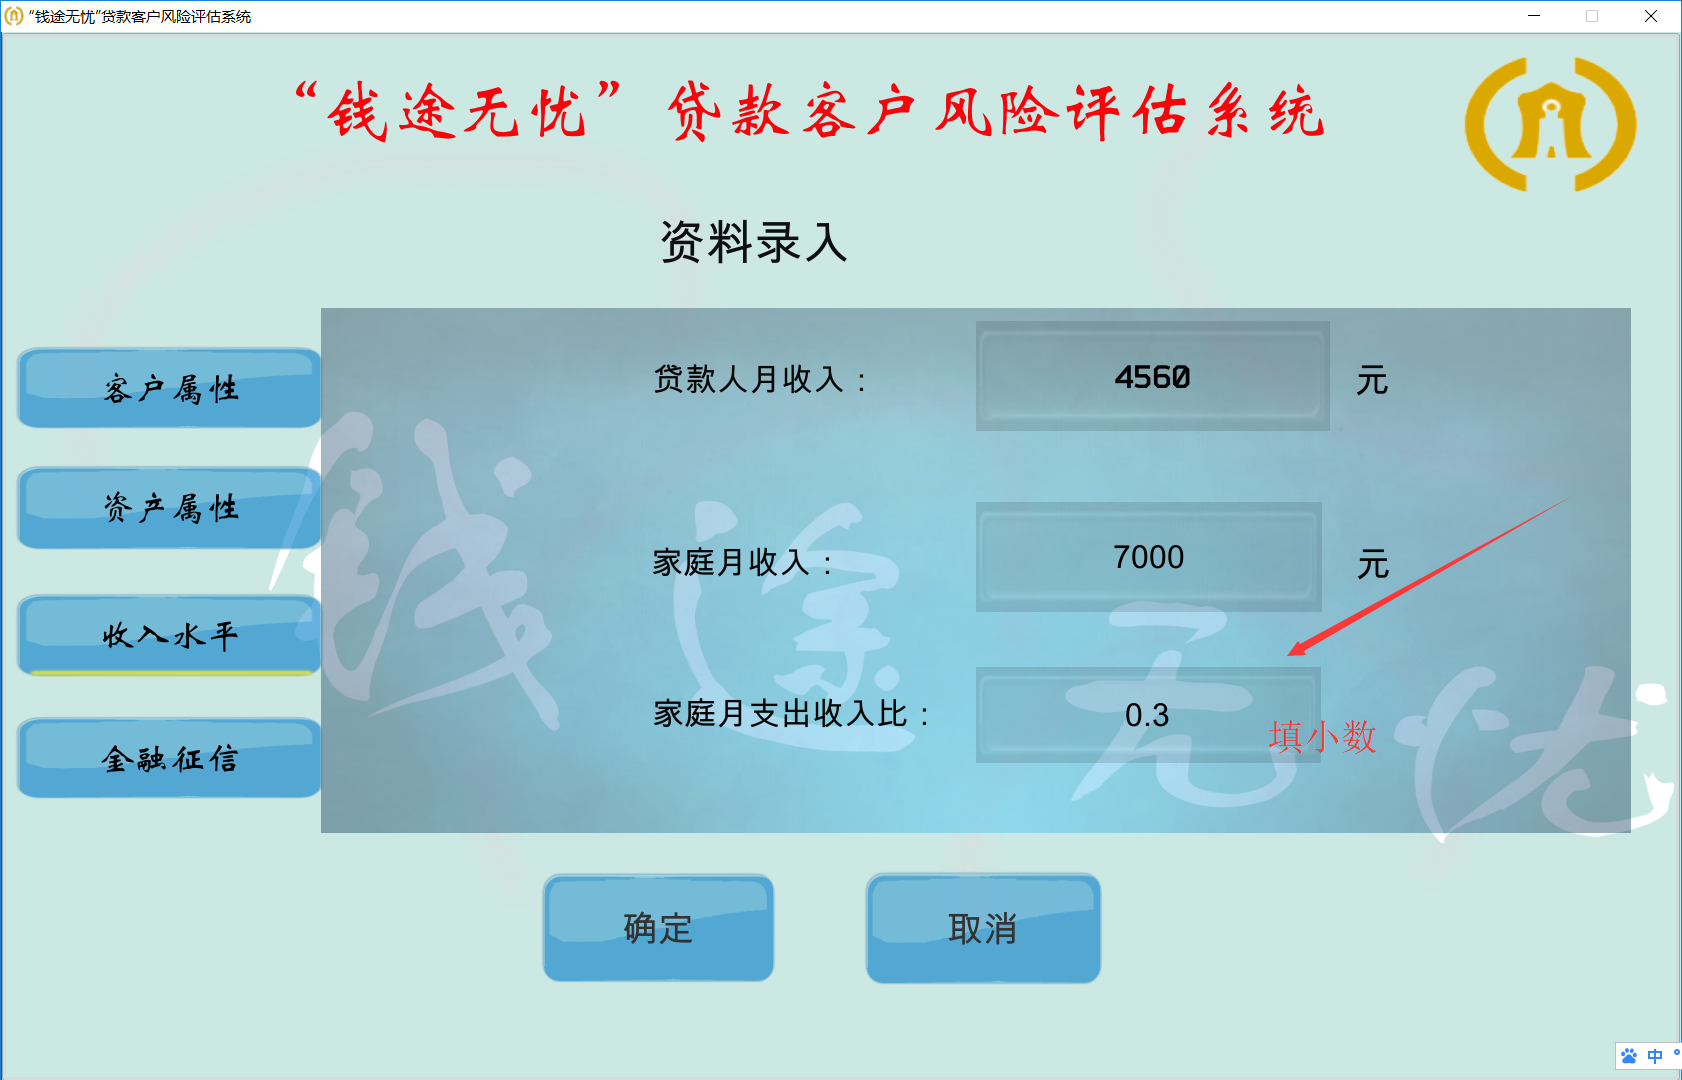 “钱途无忧”贷款客户风险评估系统
“钱途无忧”贷款客户风险评估系统
资料录入
客户属性
资产属性
收入水平
金融征信
贷款人月收入： 4560 元
家庭月收入： 7000 元
家庭月支出收入比： 0.3
填小数
钱途无忧
确定 取消
中